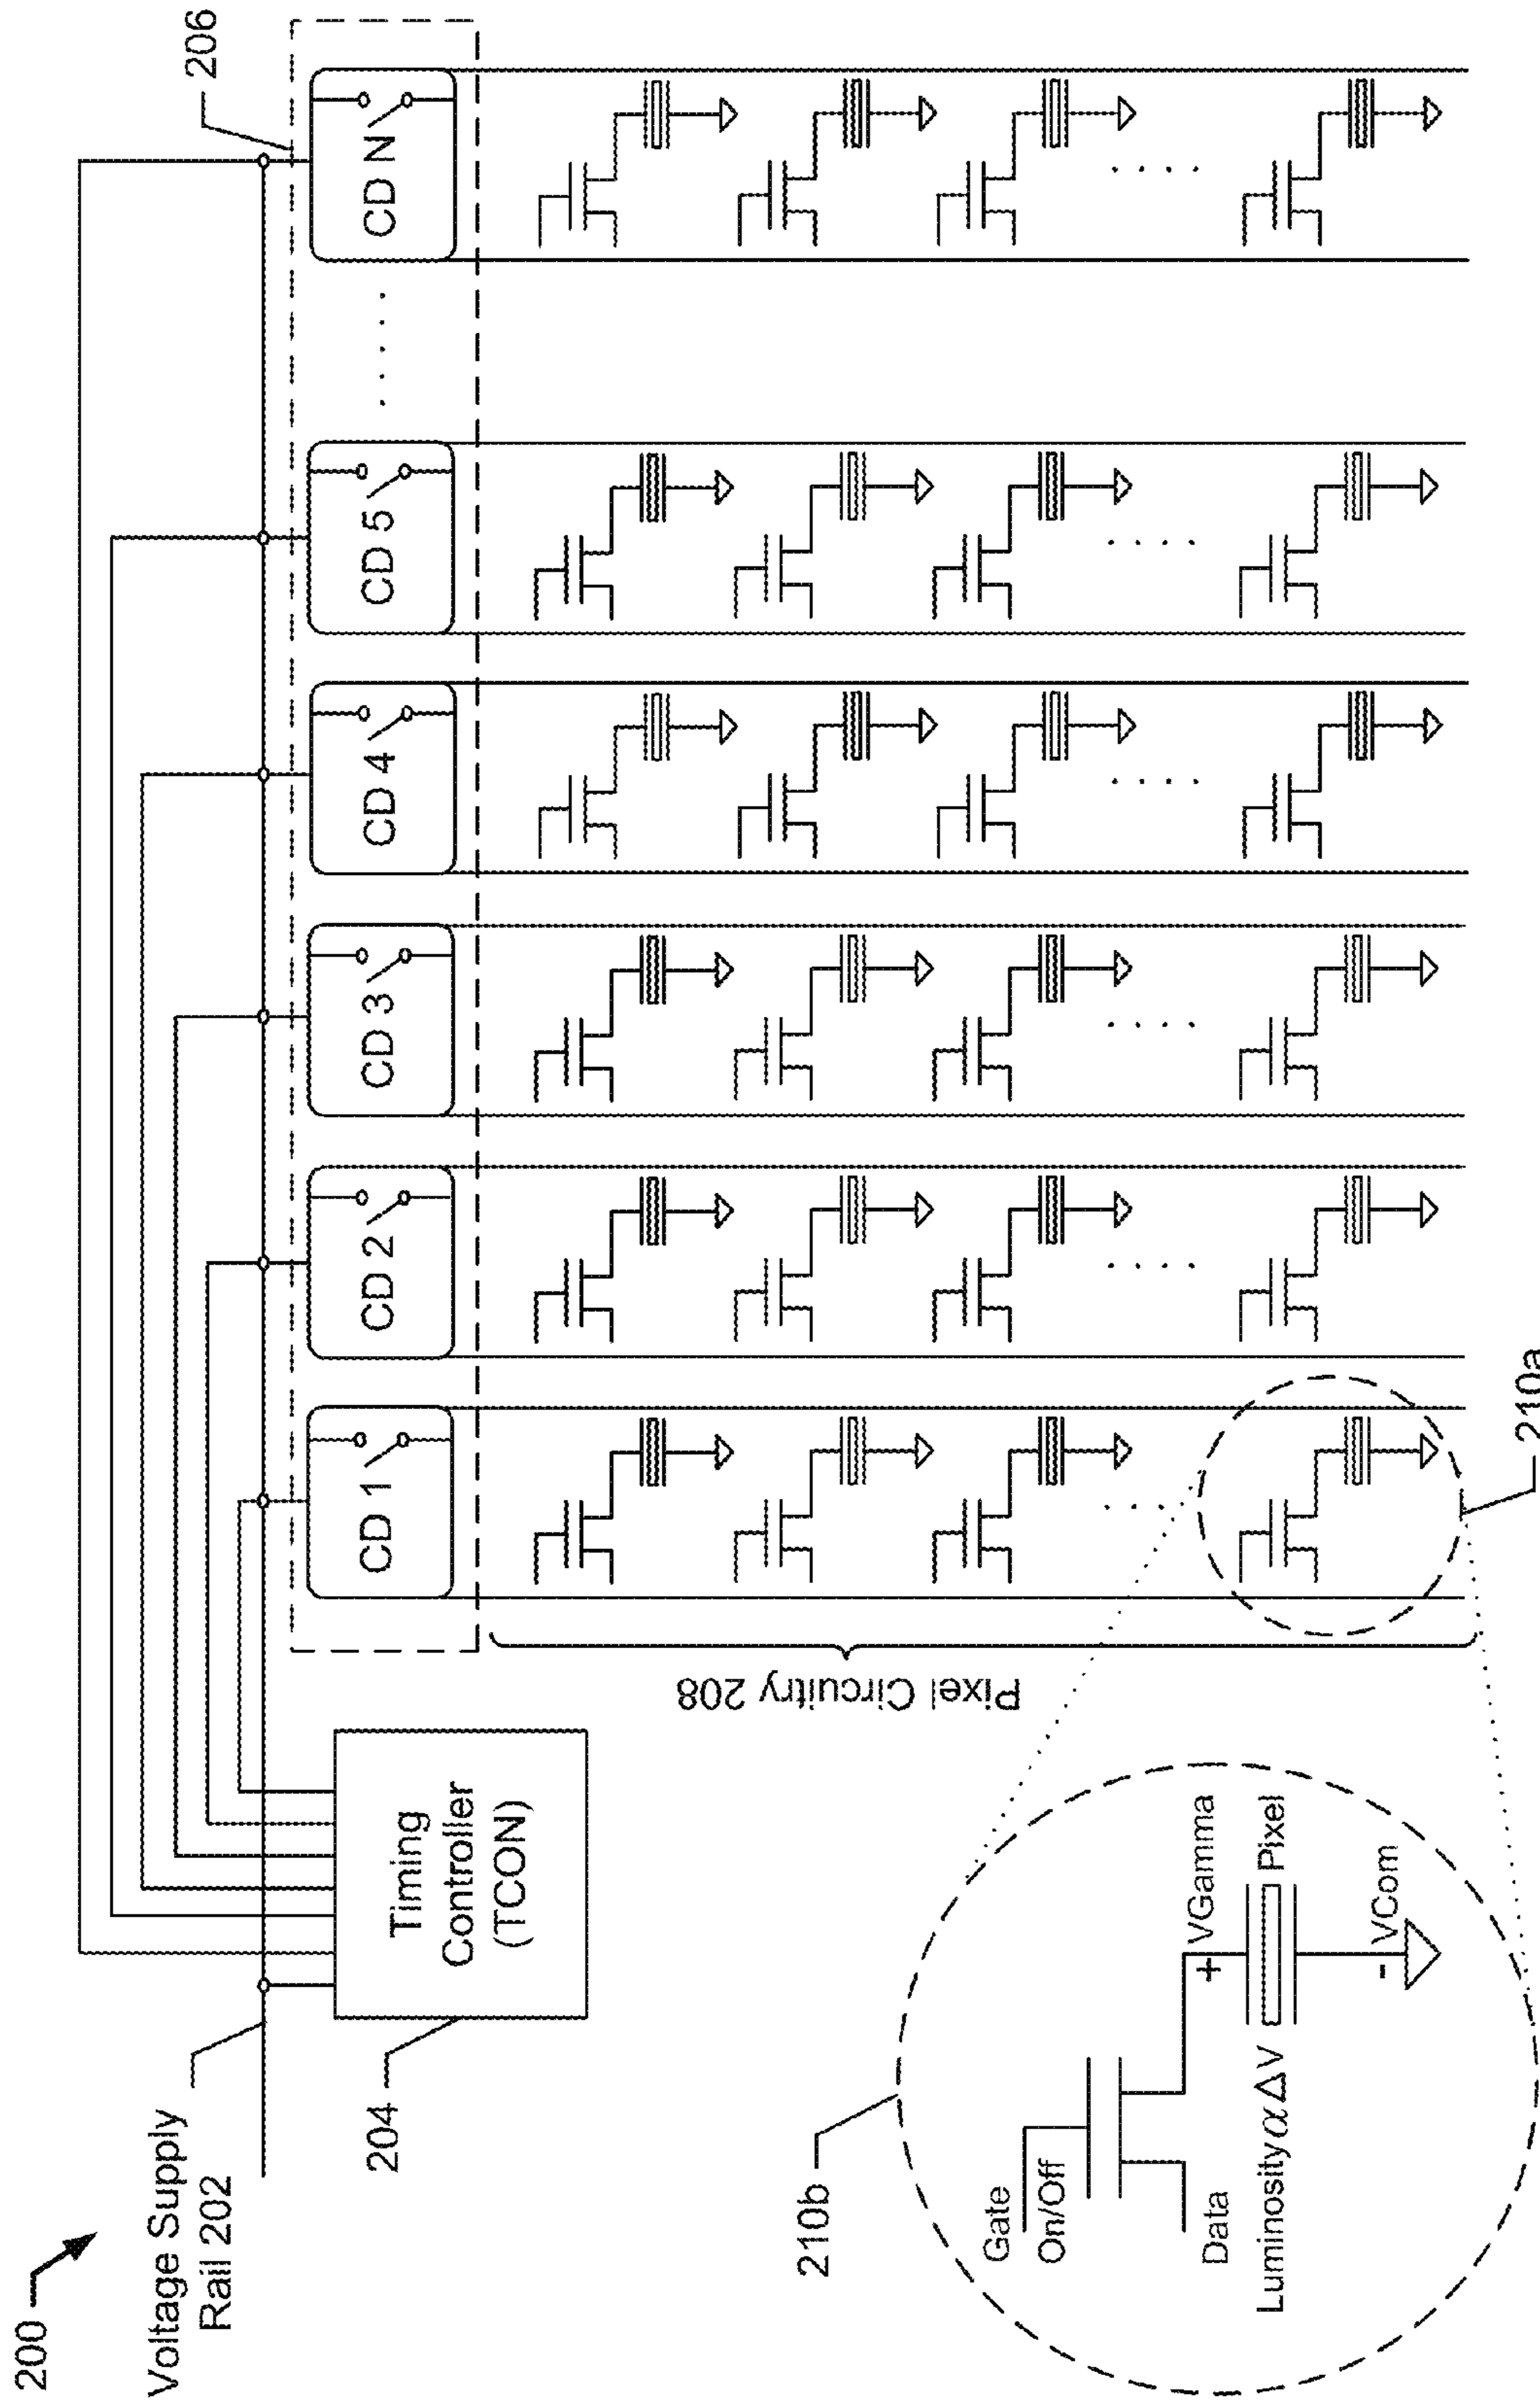 200
Voltage Supply
Rail 202
204
Timing
Controller
(TCON)
206
CD 1
CD 2
CD 3
CD 4
CD 5
. . . . .
CD N
Pixel Circuitry 208
. . . .
. . . .
. . . .
. . . .
. . . .
. . . .
210b
Gate
On/Off
Data
+ VGamma
Luminosity α ΔV
Pixel
- VCom
210a